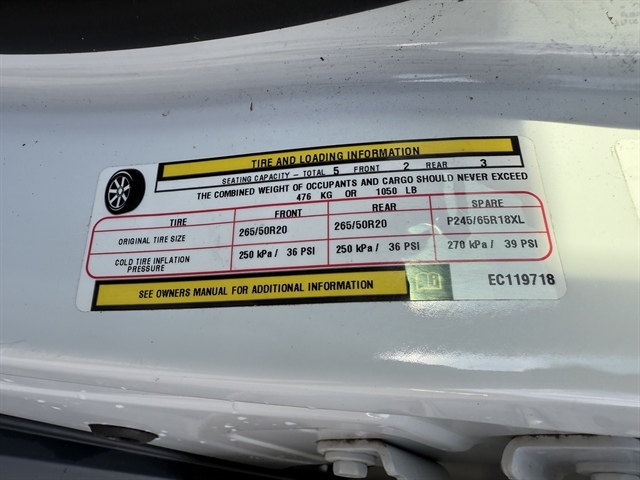 TIRE AND LOADING INFORMATION
SEATING CAPACITY - TOTAL 5 FRONT 2 REAR 3
THE COMBINED WEIGHT OF OCCUPANTS AND CARGO SHOULD NEVER EXCEED
476 KG OR 1050 LB
TIRE FRONT REAR SPARE
ORIGINAL TIRE SIZE 265/50R20 265/50R20 P245/65R18XL
COLD TIRE INFLATION PRESSURE 250 kPa / 36 PSI 250 kPa / 36 PSI 270 kPa / 39 PSI
SEE OWNERS MANUAL FOR ADDITIONAL INFORMATION
EC119718